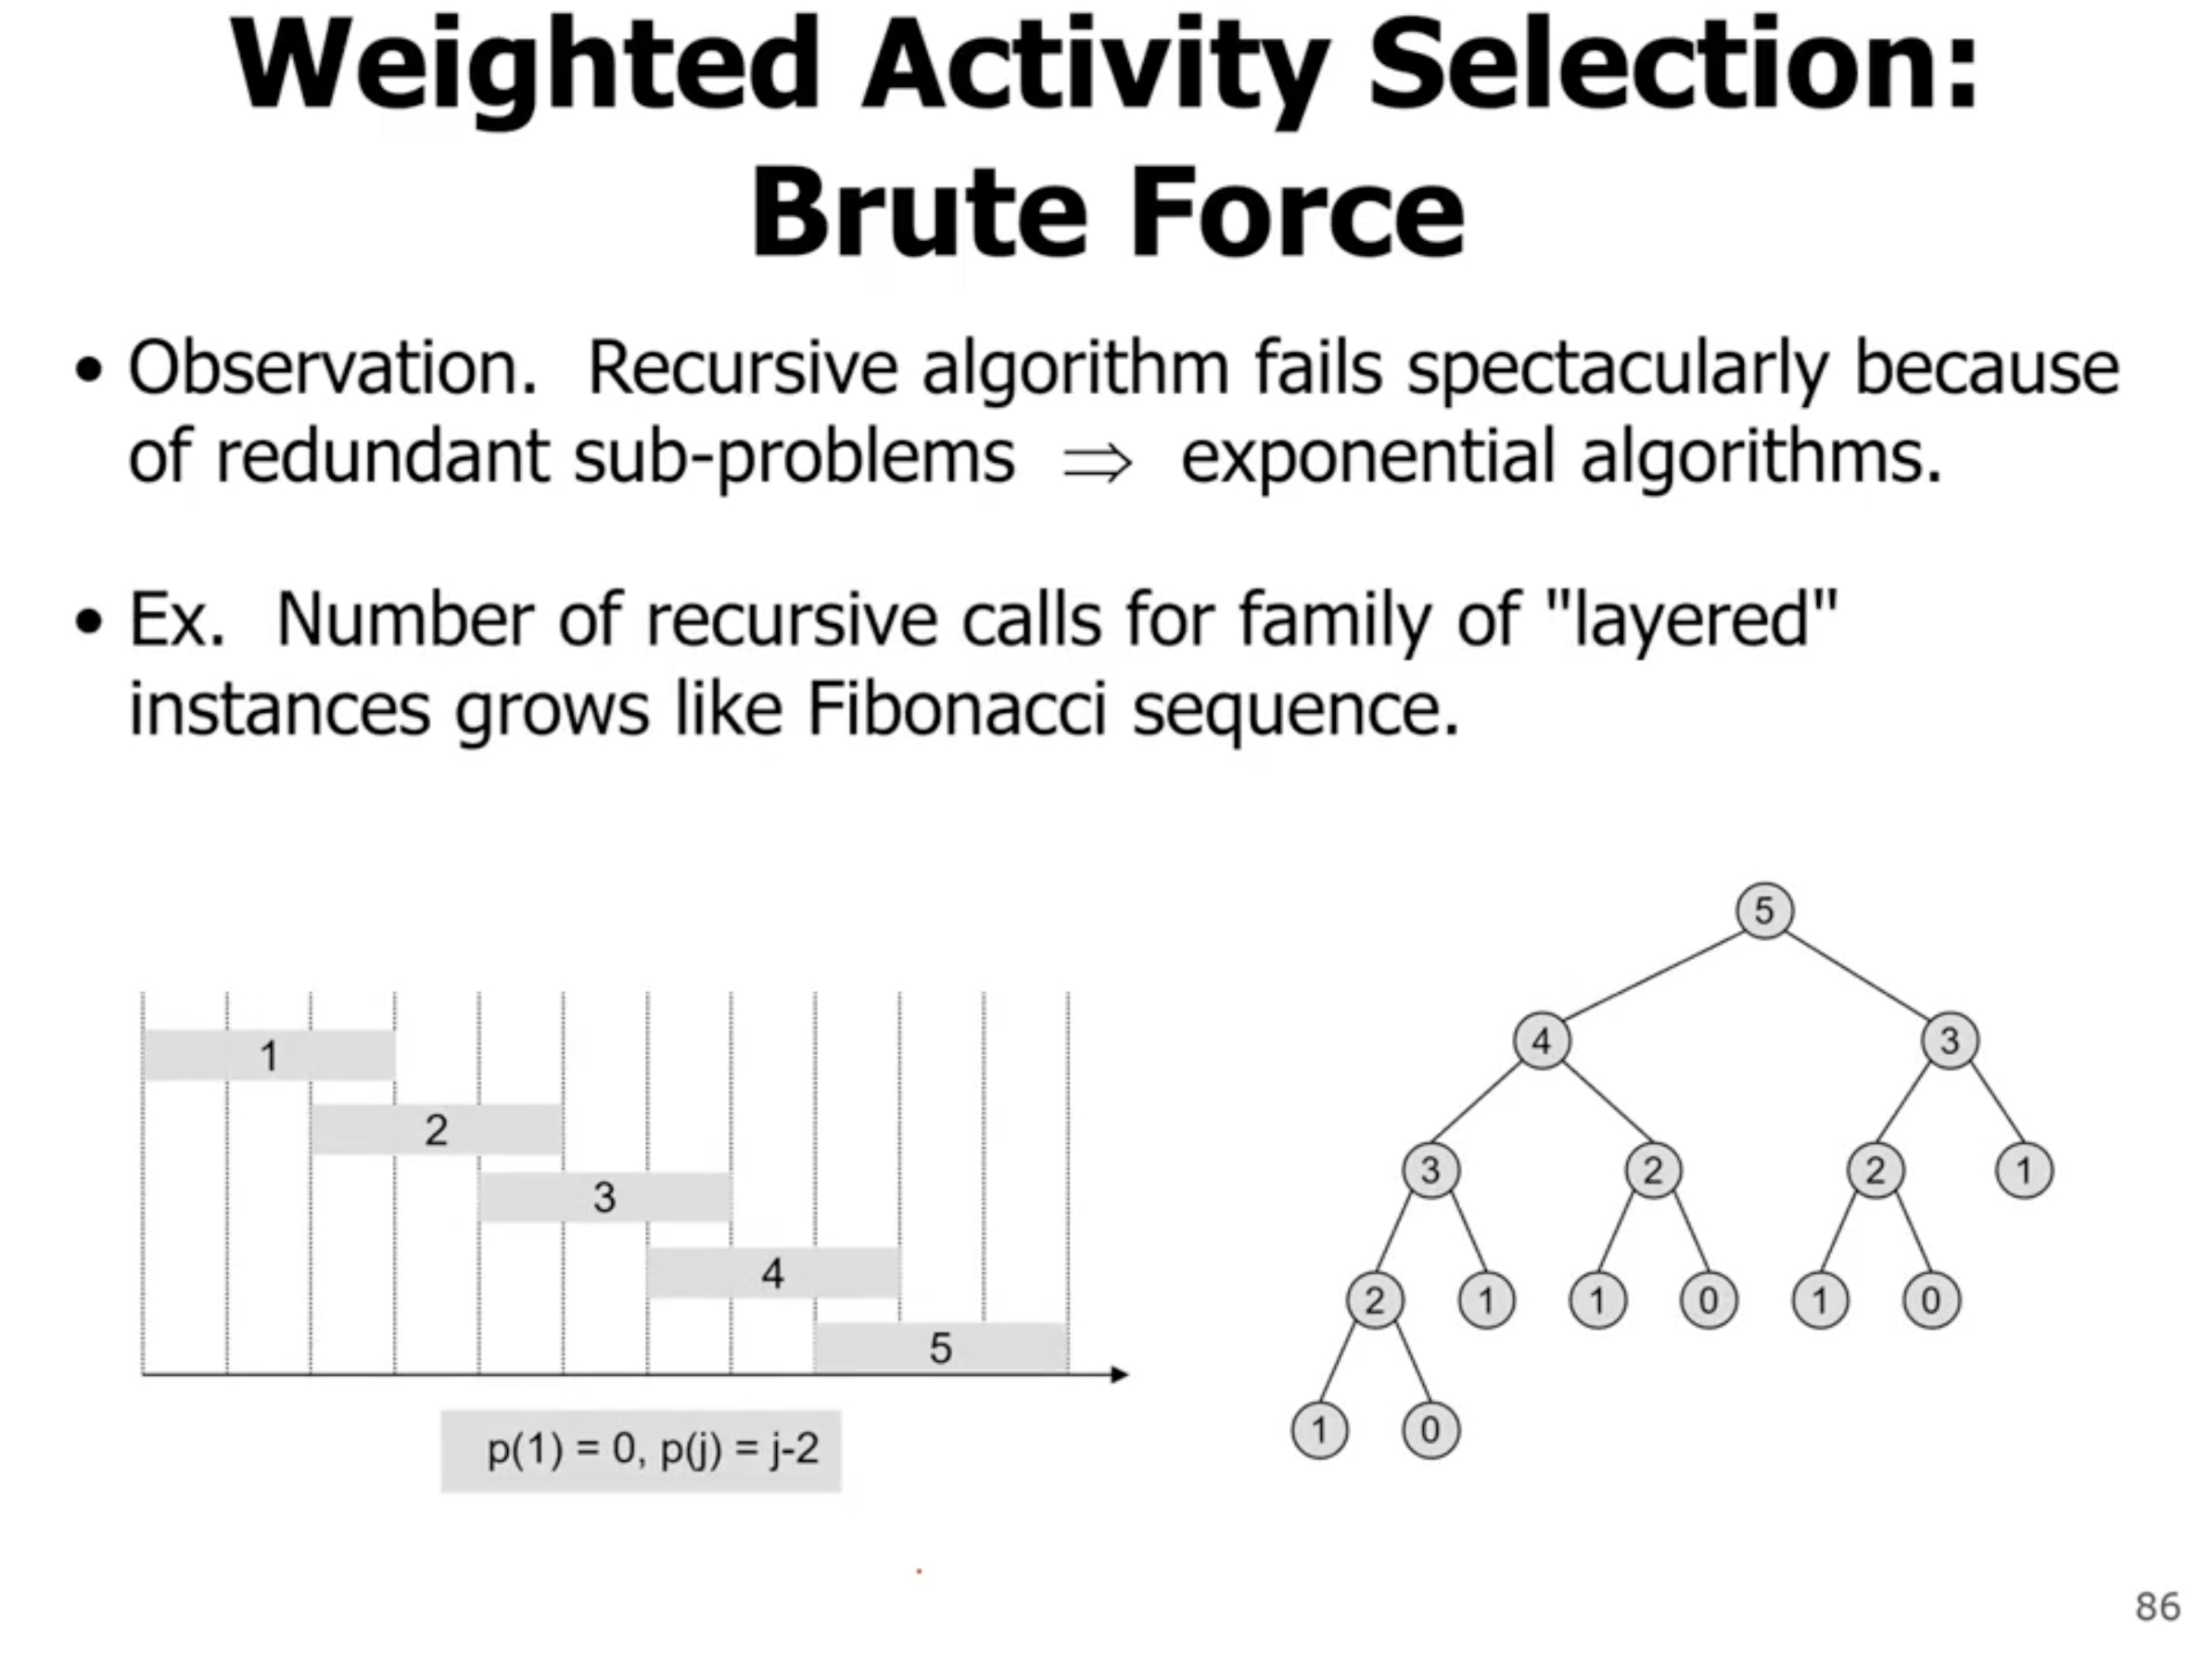 Weighted Activity Selection:
Brute Force
• Observation. Recursive algorithm fails spectacularly because
of redundant sub-problems ⇒ exponential algorithms.
• Ex. Number of recursive calls for family of "layered"
instances grows like Fibonacci sequence.
1
2
3
4
5
p(1) = 0, p(j) = j-2
5
4 3
3 2 2 1
2 1 1 0 1 0
1 0
86